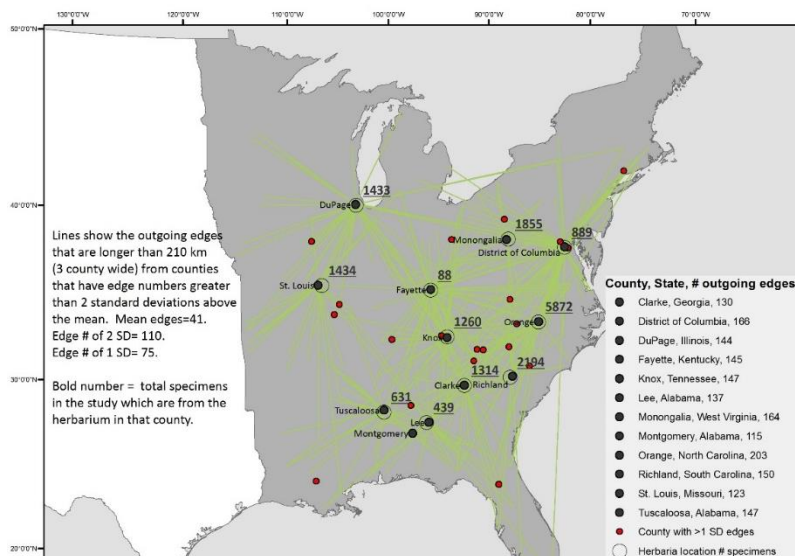 130°0'0"W
120°0'0"W
100°0'0"W
90°0'0"W
80°0'0"W
70°0'0"W
50°0'0"N
40°0'0"N
30°0'0"N
20°0'0"N
1433
DuPage
1855
Monongalia
889
District of Columbia
1434
St. Louis
88
Fayette
5872
Orange
1260
Knox
1314
2194
Clarke
Richland
631
439
Tuscaloosa
Lee
Montgomery
Lines show the outgoing edges
that are longer than 210 km
(3 county wide) from counties
that have edge numbers greater
than 2 standard deviations above
the mean. Mean edges=41.
Edge # of 2 SD= 110.
Edge # of 1 SD= 75.
Bold number = total specimens
in the study which are from the
herbarium in that county.
County, State, # outgoing edges
Clarke, Georgia, 130
District of Columbia, 166
DuPage, Illinois, 144
Fayette, Kentucky, 145
Knox, Tennessee, 147
Lee, Alabama, 137
Monongalia, West Virginia, 164
Montgomery, Alabama, 115
Orange, North Carolina, 203
Richland, South Carolina, 150
St. Louis, Missouri, 123
Tuscaloosa, Alabama, 147
County with >1 SD edges
Herbaria location # specimens